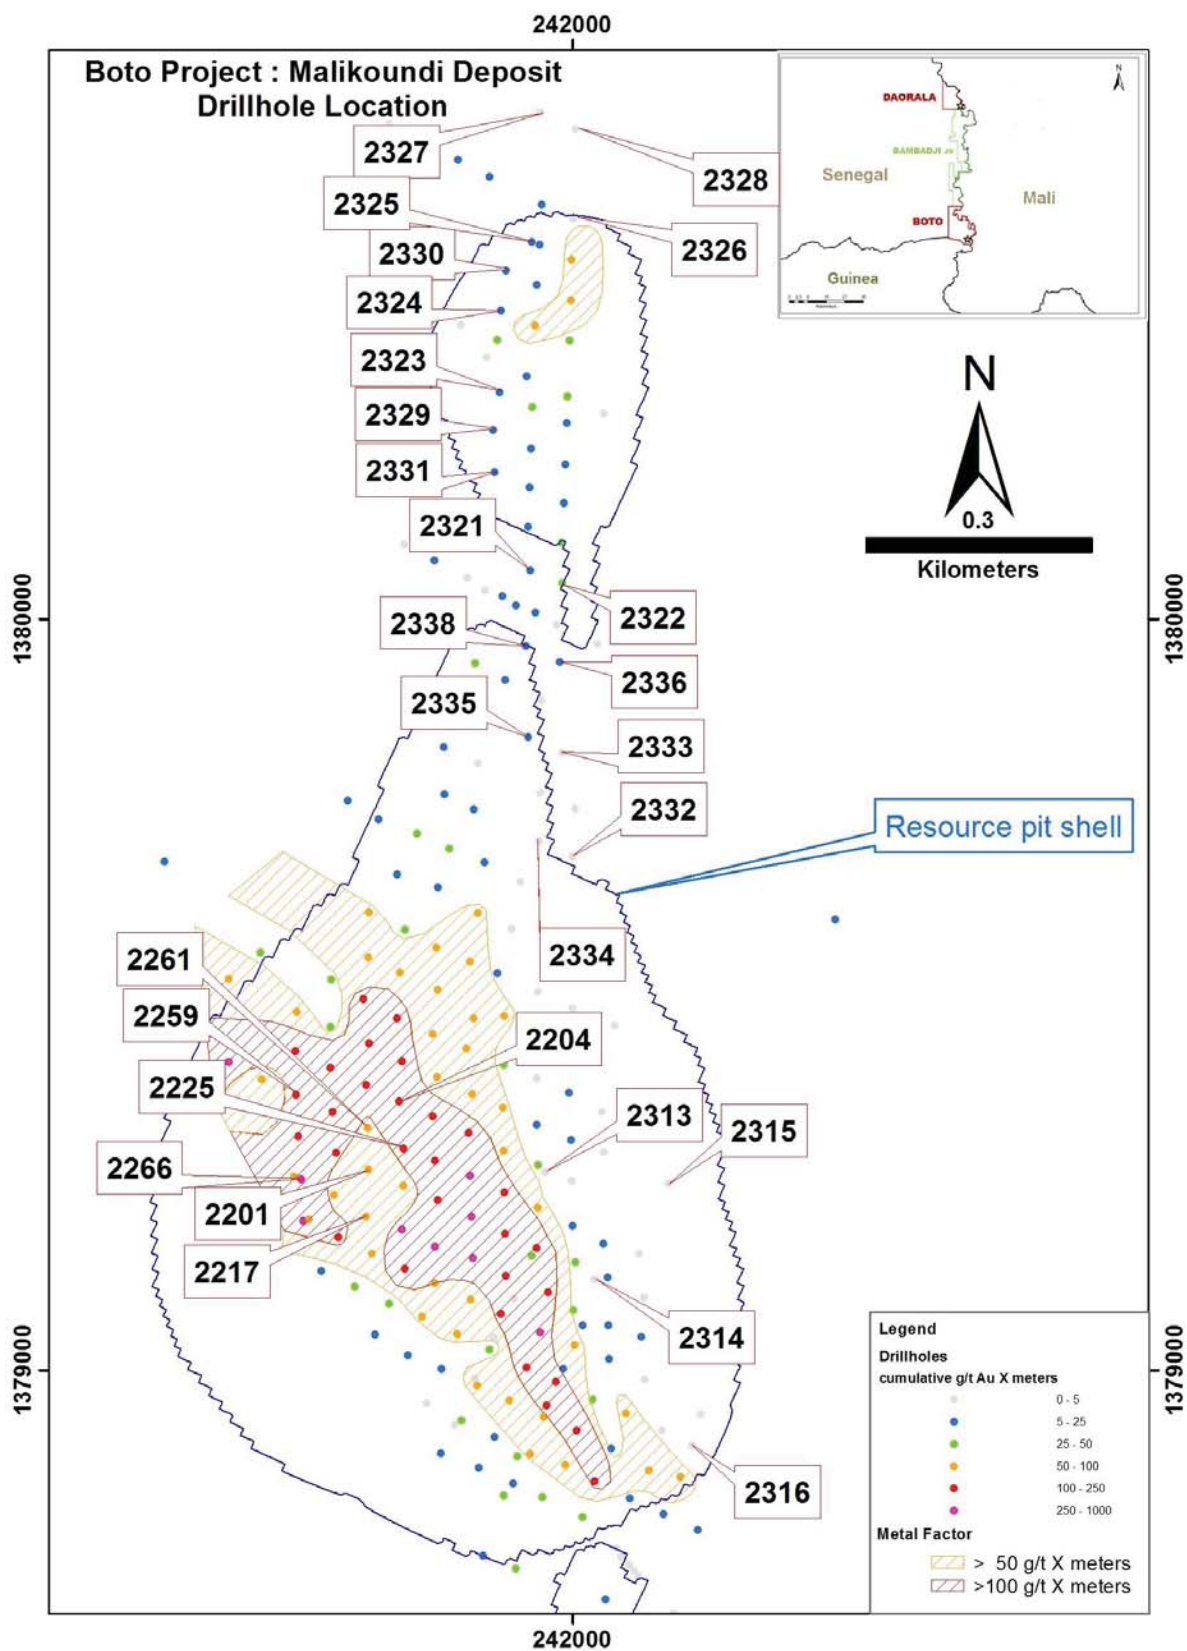 242000
Boto Project : Malikoundi Deposit
Drillhole Location
N
DAORALA
BAMBADJI JV
Senegal
Mali
BOTO
Guinea
2327
2328
2325
2330
2326
2324
2323
2329
2331
2321
N
0.3
Kilometers
1380000
1380000
2338
2322
2335
2336
2333
2332
Resource pit shell
2334
2261
2259
2204
2225
2313
2315
2266
2201
2217
2314
2316
1379000
1379000
Legend
Drillholes
cumulative g/t Au X meters
0 - 5
5 - 25
25 - 50
50 - 100
100 - 250
250 - 1000
Metal Factor
> 50 g/t X meters
>100 g/t X meters
242000